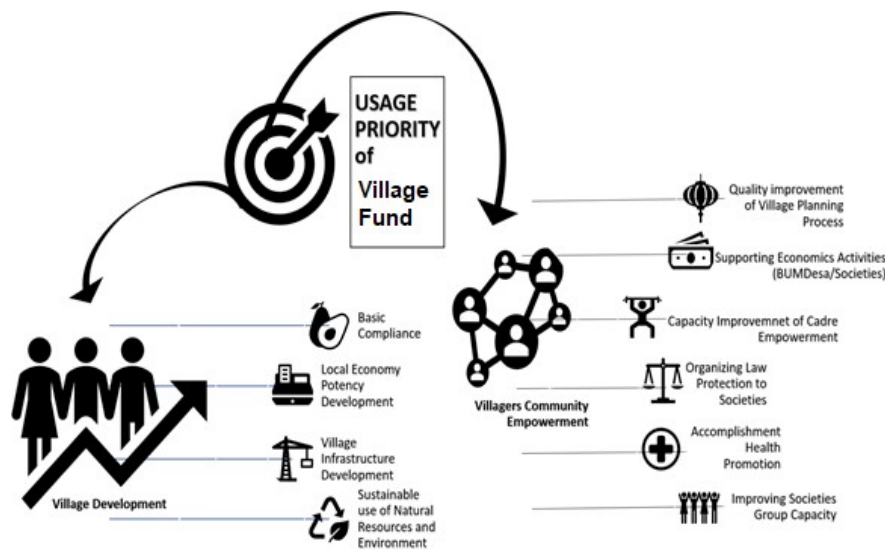 USAGE
PRIORITY
of
Village
Fund
Basic
Compliance
Local Economy
Potency
Development
Village
Infrastructure
Development
Sustainable
use of Natural
Resources and
Environment
Village Development
Quality improvement
of Village Planning
Process
Supporting Economics Activities
(BUMDesa/Societies)
Capacity Improvemnet of Cadre
Empowerment
Organizing Law
Protection to
Societies
Accomplishment
Health
Promotion
Improving Societies
Group Capacity
Villagers Community
Empowerment